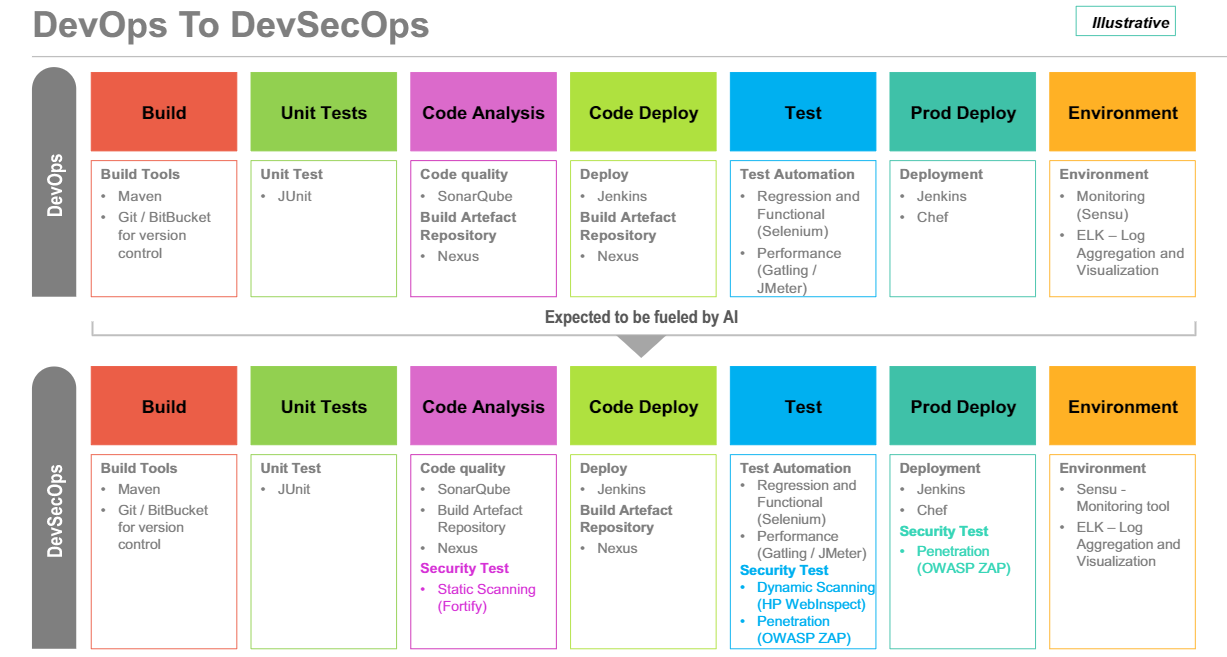 DevOps To DevSecOps
Illustrative
DevOps
Build
Unit Tests
Code Analysis
Code Deploy
Test
Prod Deploy
Environment
Build Tools
• Maven
• Git / BitBucket
for version
control
Unit Test
• JUnit
Code quality
• SonarQube
Build Artefact
Repository
• Nexus
Deploy
• Jenkins
Build Artefact
Repository
• Nexus
Test Automation
• Regression and
Functional
(Selenium)
• Performance
(Gatling /
JMeter)
Deployment
• Jenkins
• Chef
Environment
• Monitoring
(Sensu)
• ELK – Log
Aggregation and
Visualization
Expected to be fueled by AI
DevSecOps
Build
Unit Tests
Code Analysis
Code Deploy
Test
Prod Deploy
Environment
Build Tools
• Maven
• Git / BitBucket
for version
control
Unit Test
• JUnit
Code quality
• SonarQube
• Build Artefact
Repository
• Nexus
Security Test
• Static Scanning
(Fortify)
Deploy
• Jenkins
Build Artefact
Repository
• Nexus
Test Automation
• Regression and
Functional
(Selenium)
• Performance
(Gatling / JMeter)
Security Test
• Dynamic Scanning
(HP WebInspect)
• Penetration
(OWASP ZAP)
Deployment
• Jenkins
• Chef
Security Test
• Penetration
(OWASP ZAP)
Environment
• Sensu -
Monitoring tool
• ELK – Log
Aggregation and
Visualization